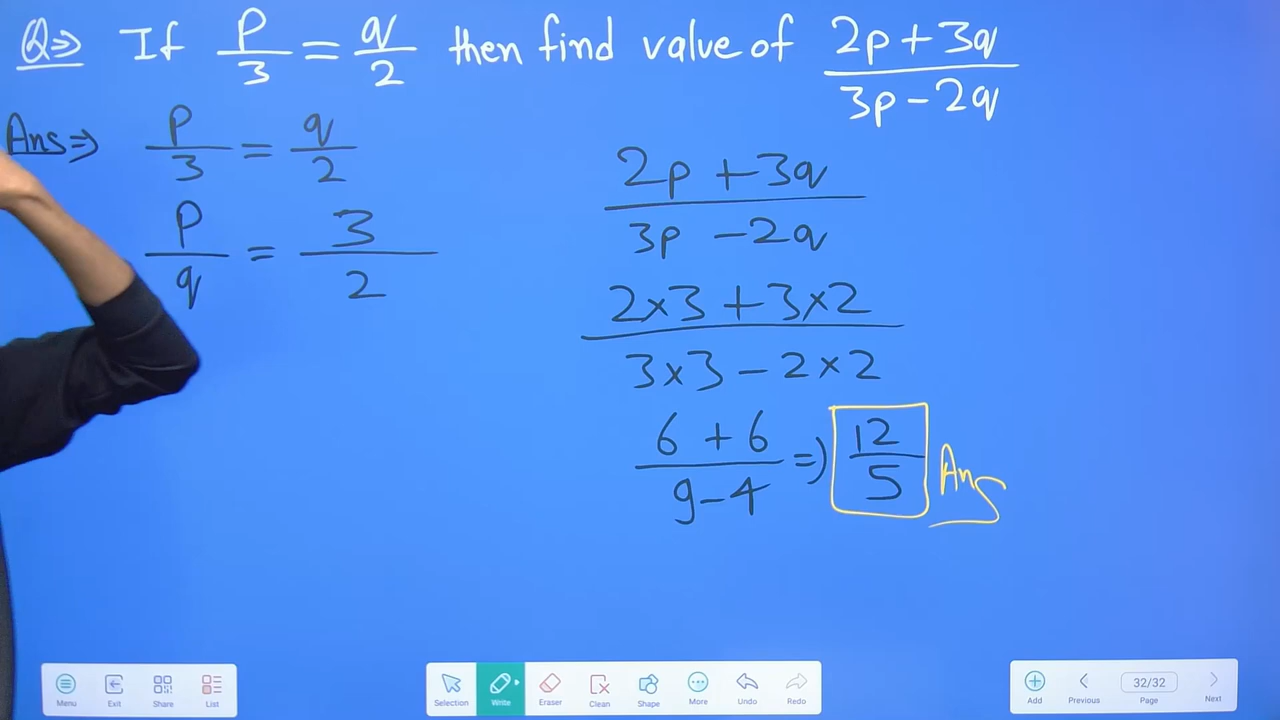 Q⇒ If p/3 = q/2 then find value of 2p+3q/3p-2q
Ans⇒ p/3 = q/2
p/q = 3/2
2p+3q/3p-2q
2×3+3×2/3×3-2×2
6+6/9-4 ⇒ 12/5 Ans
Menu Exit Share List Selection Write Eraser Clean Shape More Undo Redo Add Previous 32/32 Page Next